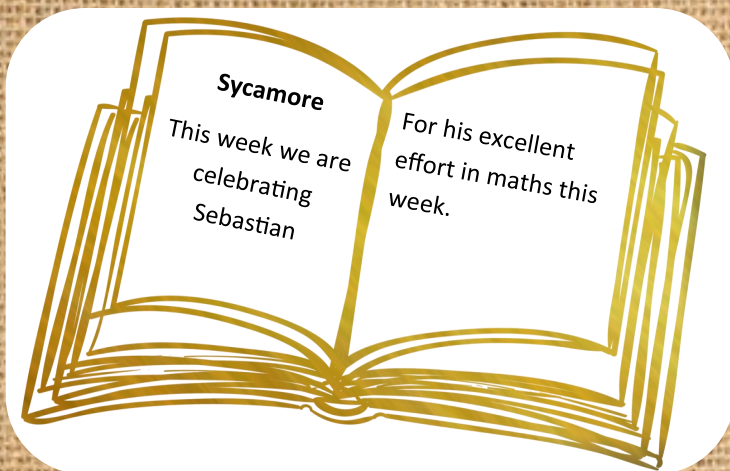 Sycamore
This week we are
celebrating
Sebastian
For his excellent
effort in maths this
week.